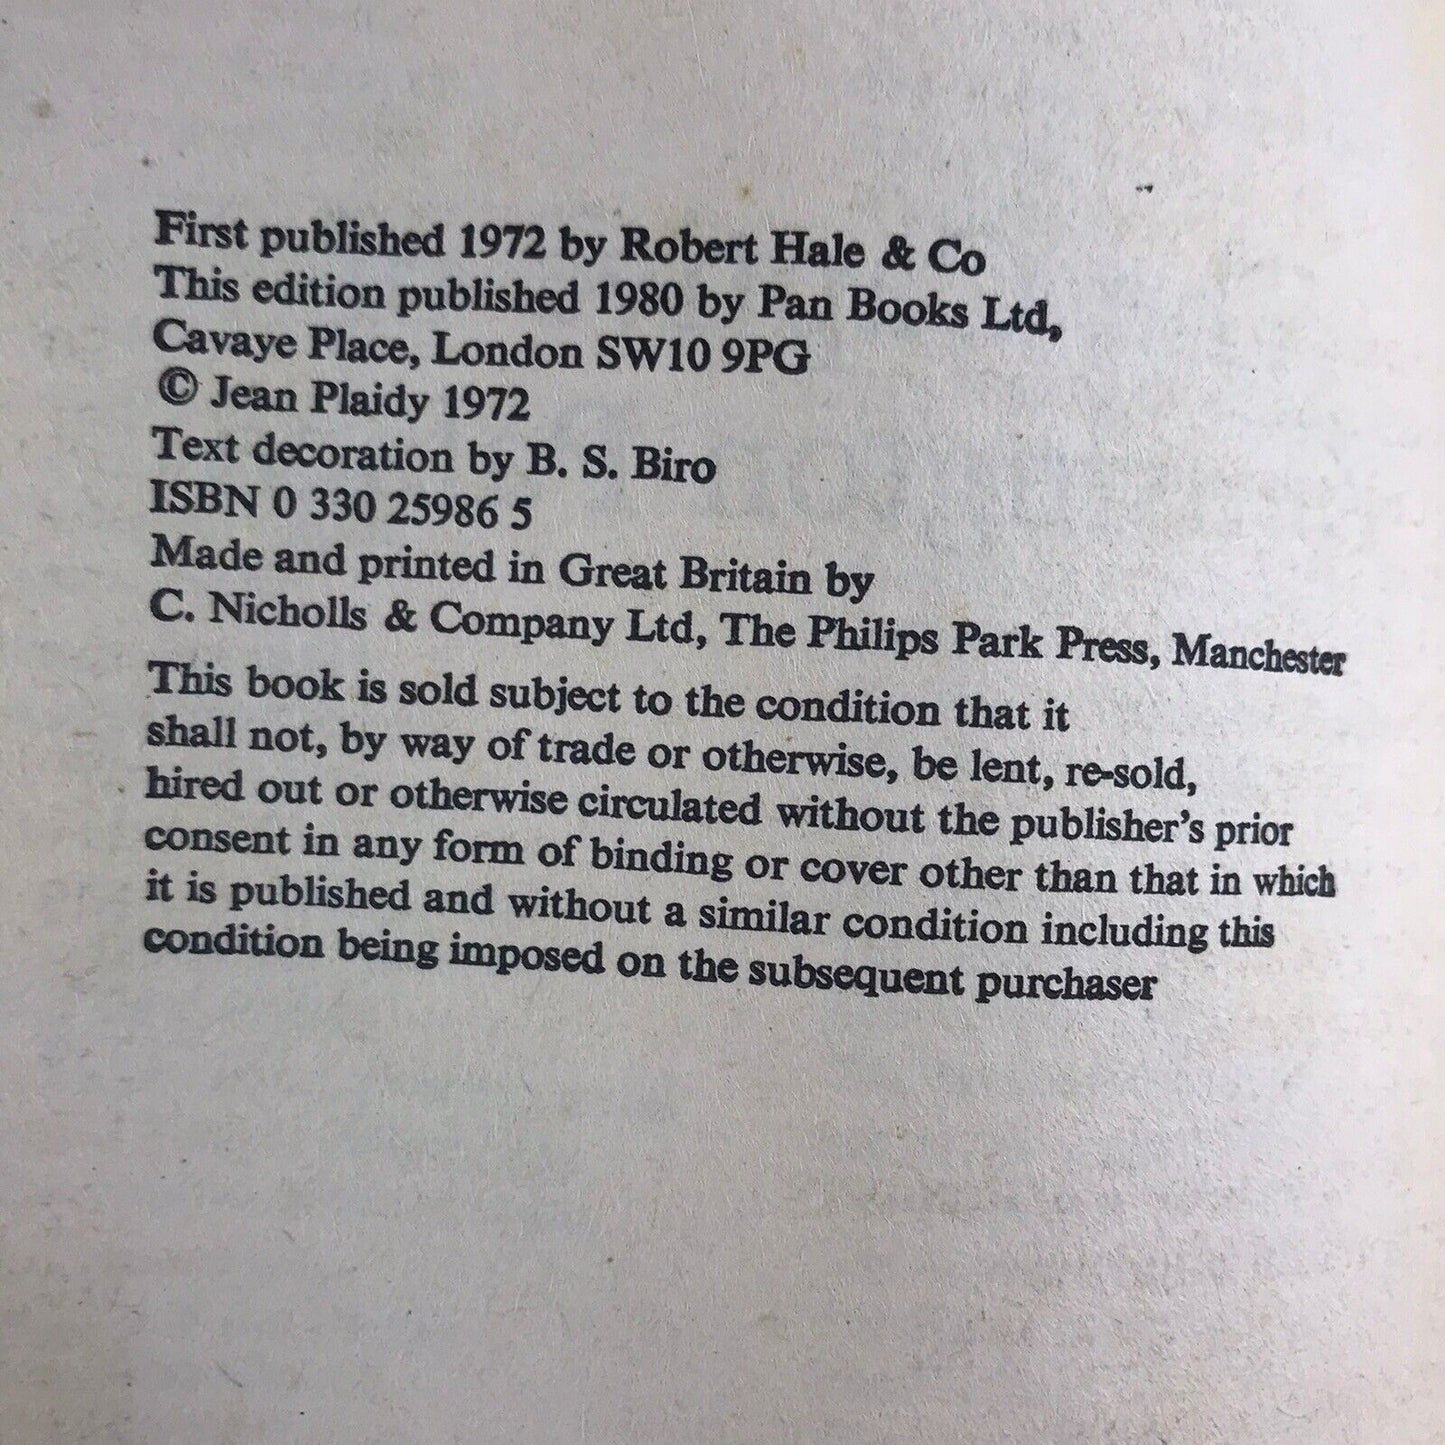 First published 1972 by Robert Hale & Co
This edition published 1980 by Pan Books Ltd,
Cavaye Place, London SW10 9PG
© Jean Plaidy 1972
Text decoration by B. S. Biro
ISBN 0 330 25986 5
Made and printed in Great Britain by
C. Nicholls & Company Ltd, The Philips Park Press, Manchester
This book is sold subject to the condition that it
shall not, by way of trade or otherwise, be lent, re-sold,
hired out or otherwise circulated without the publisher's prior
consent in any form of binding or cover other than that in which
it is published and without a similar condition including this
condition being imposed on the subsequent purchaser